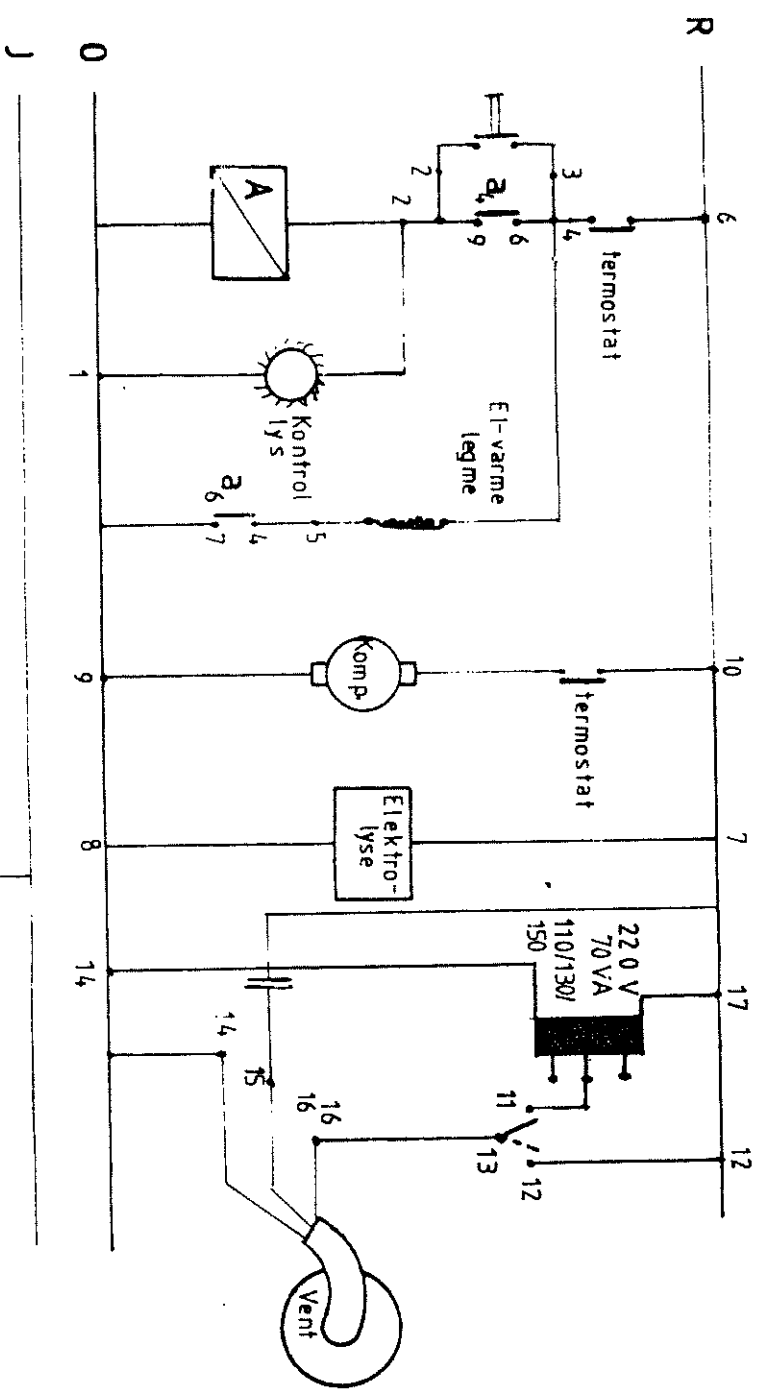 R
6
10
7
17
12
termostat
4
3
6
9
a4
2
2
A
O
J
El-varme
legme
Kontrol
lys
1
5
4
7
a6
termostat
Komp.
9
Elektro-
lyse
8
22 0 V
70 VA
110/130/
150
11
12
13
16
16
15
14
14
Vent